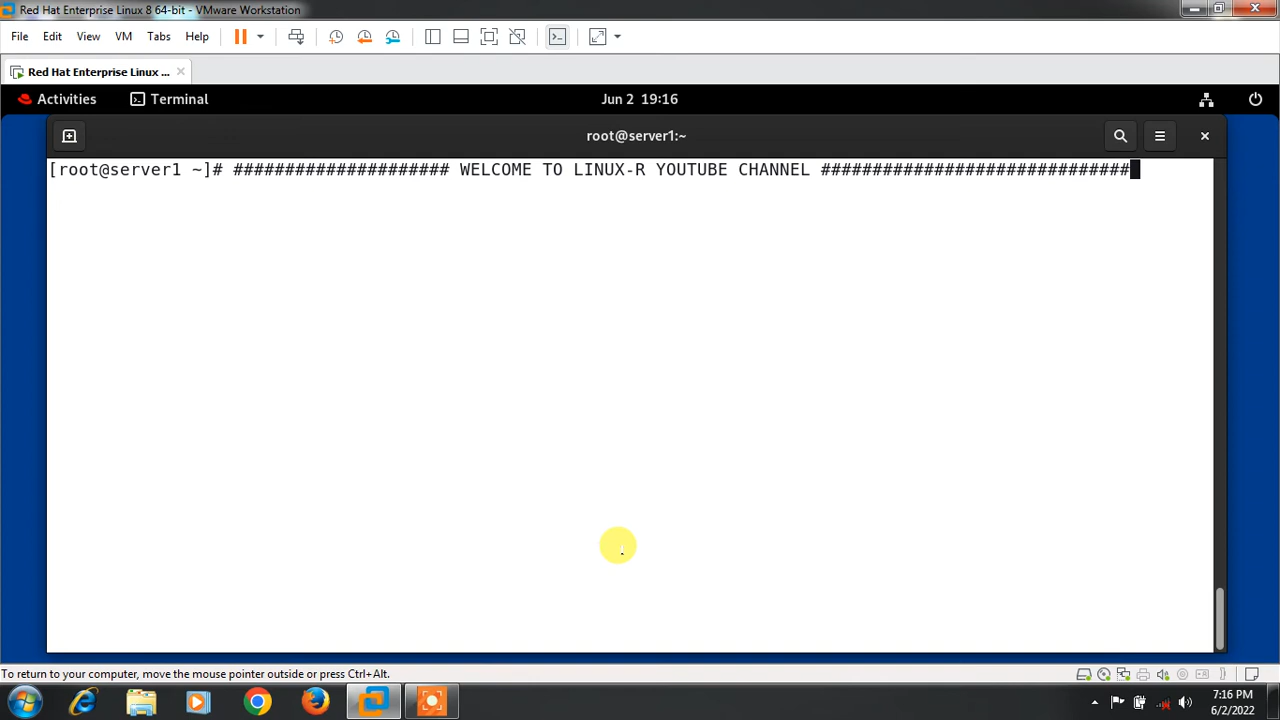 Red Hat Enterprise Linux 8 64-bit - VMware Workstation
File Edit View VM Tabs Help
Red Hat Enterprise Linux ...
Activities Terminal Jun 2 19:16
root@server1:~
[root@server1 ~]# ##################### WELCOME TO LINUX-R YOUTUBE CHANNEL ##############################
To return to your computer, move the mouse pointer outside or press Ctrl+Alt.
7:16 PM
6/2/2022